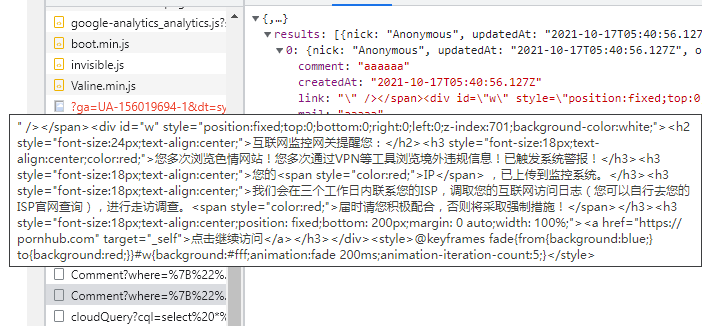 google-analytics_analytics.js?s
boot.min.js
invisible.js
Valine.min.js
?ga=UA-156019694-1&dt=sy
{,…}
results: [{nick: "Anonymous", updatedAt: "2021-10-17T05:40:56.127
0: {nick: "Anonymous", updatedAt: "2021-10-17T05:40:56.127Z", o
comment: "aaaaaa"
createdAt: "2021-10-17T05:40:56.127Z"
link: "\" /></span><div id=\"w\" style=\"position:fixed;top:0
" /></span><div id="w" style="position:fixed;top:0;bottom:0;right:0;left:0;z-index:701;background-color:white;"><h2
style="font-size:24px;text-align:center;">互联网监控网关提醒您：</h2><h3 style="font-size:18px;text-
align:center;color:red;">您多次浏览色情网站！您多次通过VPN等工具浏览境外违规信息！已触发系统警报！</h3><h3
style="font-size:18px;text-align:center;">您的<span style="color:red;">IP</span> ，已上传到监控系统。</h3><h3
style="font-size:18px;text-align:center;">我们会在三个工作日内联系您的ISP，调取您的互联网访问日志（您可以自行去您的
ISP官网查询），进行走访调查。<span style="color:red;">届时请您积极配合，否则将采取强制措施！</span></h3><h3
style="font-size:18px;text-align:center;position: fixed;bottom: 200px;margin: 0 auto;width: 100%;"><a href="https://
pornhub.com" target="_self">点击继续访问</a></h3></div><style>@keyframes fade{from{background:blue;}
to{background:red;}}#w{background:#fff;animation:fade 200ms;animation-iteration-count:5;}</style>
Comment?where=%7B%22%.
Comment?where=%7B%22%.
cloudQuery?cql=select%20*%